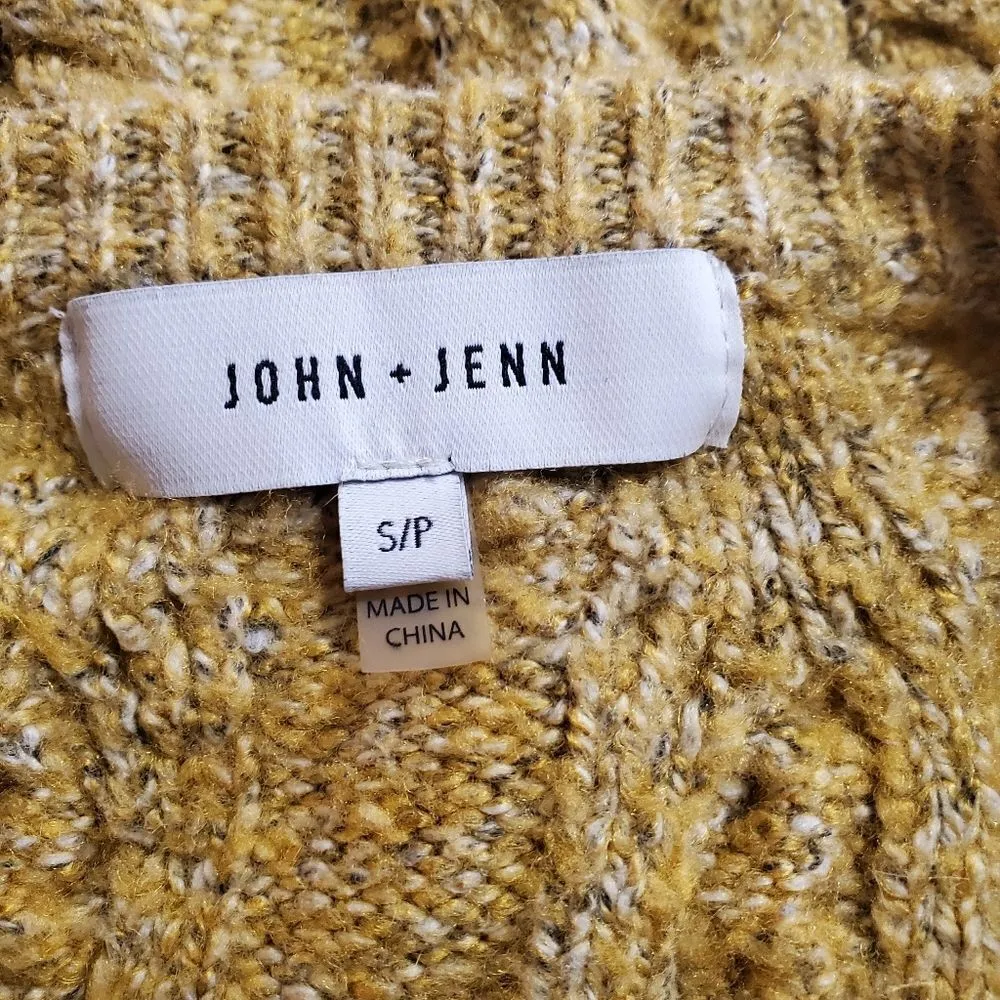 JOHN + JENN
S/P
MADE IN
CHINA